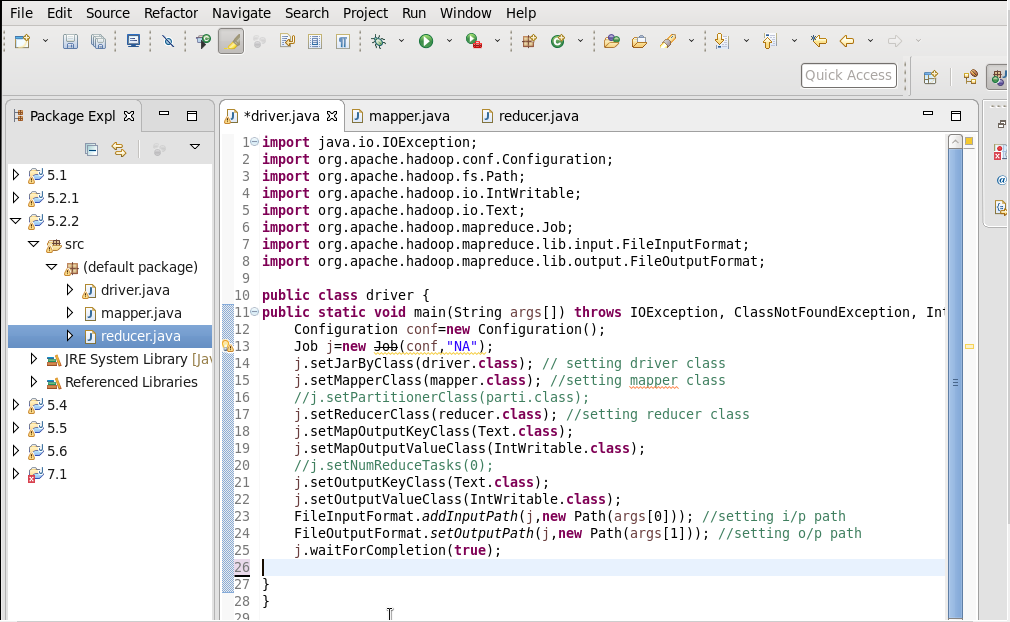 File Edit Source Refactor Navigate Search Project Run Window Help
Quick Access
Package Expl
*driver.java mapper.java reducer.java
5.1
5.2.1
5.2.2
src
(default package)
driver.java
mapper.java
reducer.java
JRE System Library [Jav
Referenced Libraries
5.4
5.5
5.6
7.1
1 import java.io.IOException;
2 import org.apache.hadoop.conf.Configuration;
3 import org.apache.hadoop.fs.Path;
4 import org.apache.hadoop.io.IntWritable;
5 import org.apache.hadoop.io.Text;
6 import org.apache.hadoop.mapreduce.Job;
7 import org.apache.hadoop.mapreduce.lib.input.FileInputFormat;
8 import org.apache.hadoop.mapreduce.lib.output.FileOutputFormat;
9
10 public class driver {
11 public static void main(String args[]) throws IOException, ClassNotFoundException, Int
12 Configuration conf=new Configuration();
13 Job j=new Job(conf,"NA");
14 j.setJarByClass(driver.class); // setting driver class
15 j.setMapperClass(mapper.class); //setting mapper class
16 //j.setPartitionerClass(parti.class);
17 j.setReducerClass(reducer.class); //setting reducer class
18 j.setMapOutputKeyClass(Text.class);
19 j.setMapOutputValueClass(IntWritable.class);
20 //j.setNumReduceTasks(0);
21 j.setOutputKeyClass(Text.class);
22 j.setOutputValueClass(IntWritable.class);
23 FileInputFormat.addInputPath(j,new Path(args[0])); //setting i/p path
24 FileOutputFormat.setOutputPath(j,new Path(args[1])); //setting o/p path
25 j.waitForCompletion(true);
26
27 }
28 }
29